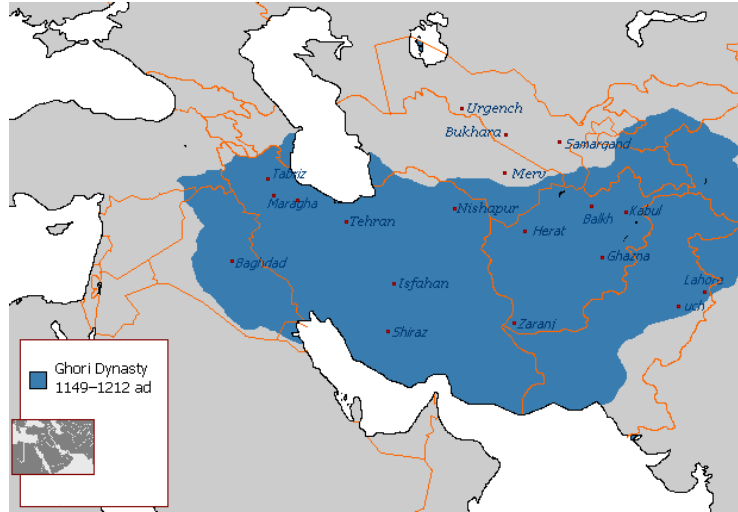 Urgench
Bukhara
Samarqand
Merv
Tabriz
Maragha
Nishapur
Balkh
Kabul
Tehran
Herat
Baghdad
Ghazna
Isfahan
Lahore
uch
Zaranj
Shiraz
Ghori Dynasty
1149–1212 ad